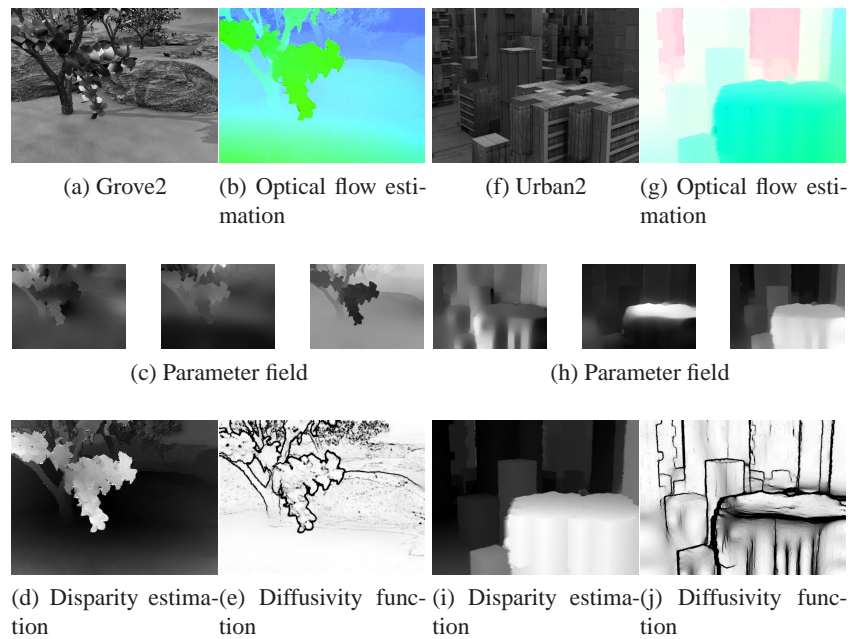 (a) Grove2
(b) Optical flow esti-
mation
(f) Urban2
(g) Optical flow esti-
mation
(c) Parameter field
(h) Parameter field
(d) Disparity estima-
tion
(e) Diffusivity func-
tion
(i) Disparity estima-
tion
(j) Diffusivity func-
tion